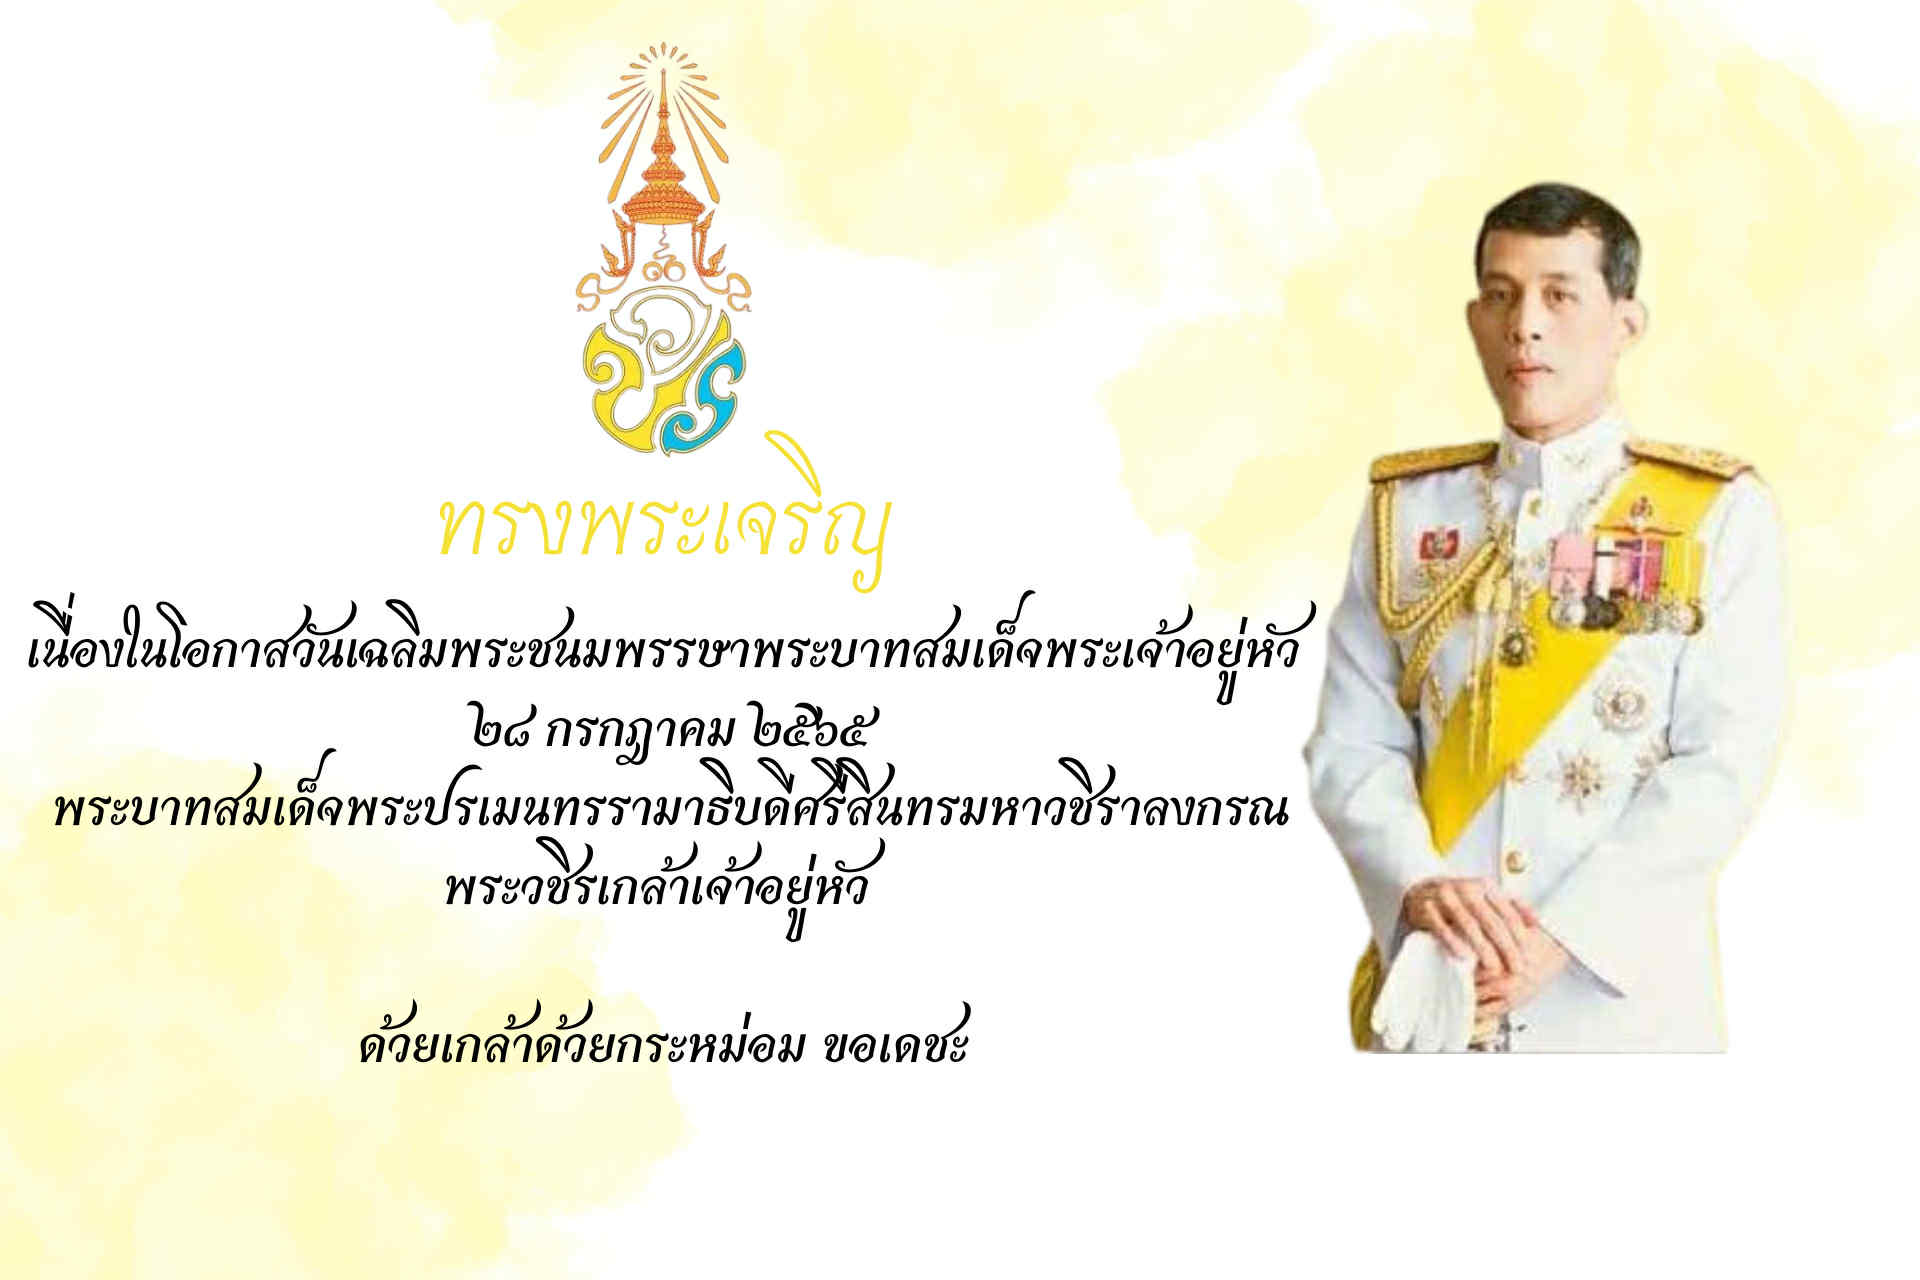 ๑๐
ทรงพระเจริญ
เนื่องในโอกาสวันเฉลิมพระชนมพรรษาพระบาทสมเด็จพระเจ้าอยู่หัว
๒๘ กรกฎาคม ๒๕๖๕
พระบาทสมเด็จพระปรเมนทรรามาธิบดีศรีสินทรมหาวชิราลงกรณ
พระวชิรเกล้าเจ้าอยู่หัว
ด้วยเกล้าด้วยกระหม่อม ขอเดชะ